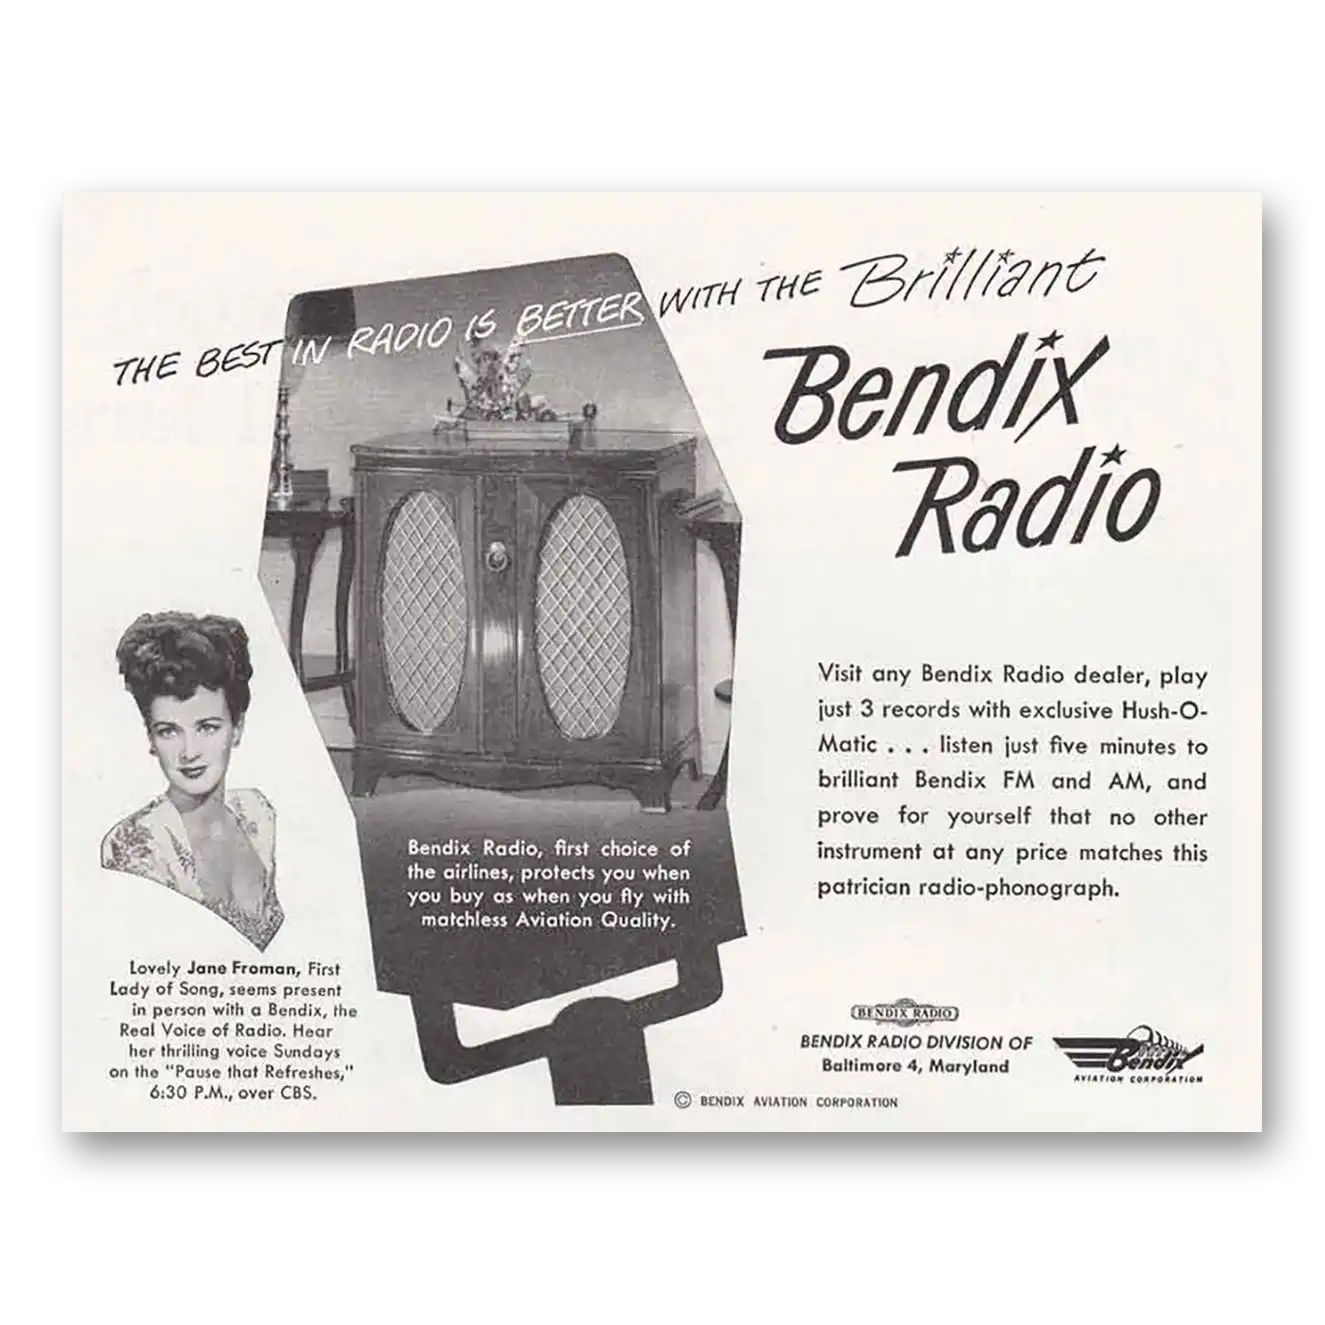 THE BEST IN RADIO IS BETTER WITH THE Brilliant
Bendix
Radio
Visit any Bendix Radio dealer, play
just 3 records with exclusive Hush-O-
Matic . . . listen just five minutes to
brilliant Bendix FM and AM, and
prove for yourself that no other
instrument at any price matches this
patrician radio-phonograph.
Bendix Radio, first choice of
the airlines, protects you when
you buy as when you fly with
matchless Aviation Quality.
Lovely Jane Froman, First
Lady of Song, seems present
in person with a Bendix, the
Real Voice of Radio. Hear
her thrilling voice Sundays
on the "Pause that Refreshes,"
6:30 P.M., over CBS.
BENDIX RADIO
BENDIX RADIO DIVISION OF
Baltimore 4, Maryland
Bendix
AVIATION CORPORATION
© BENDIX AVIATION CORPORATION